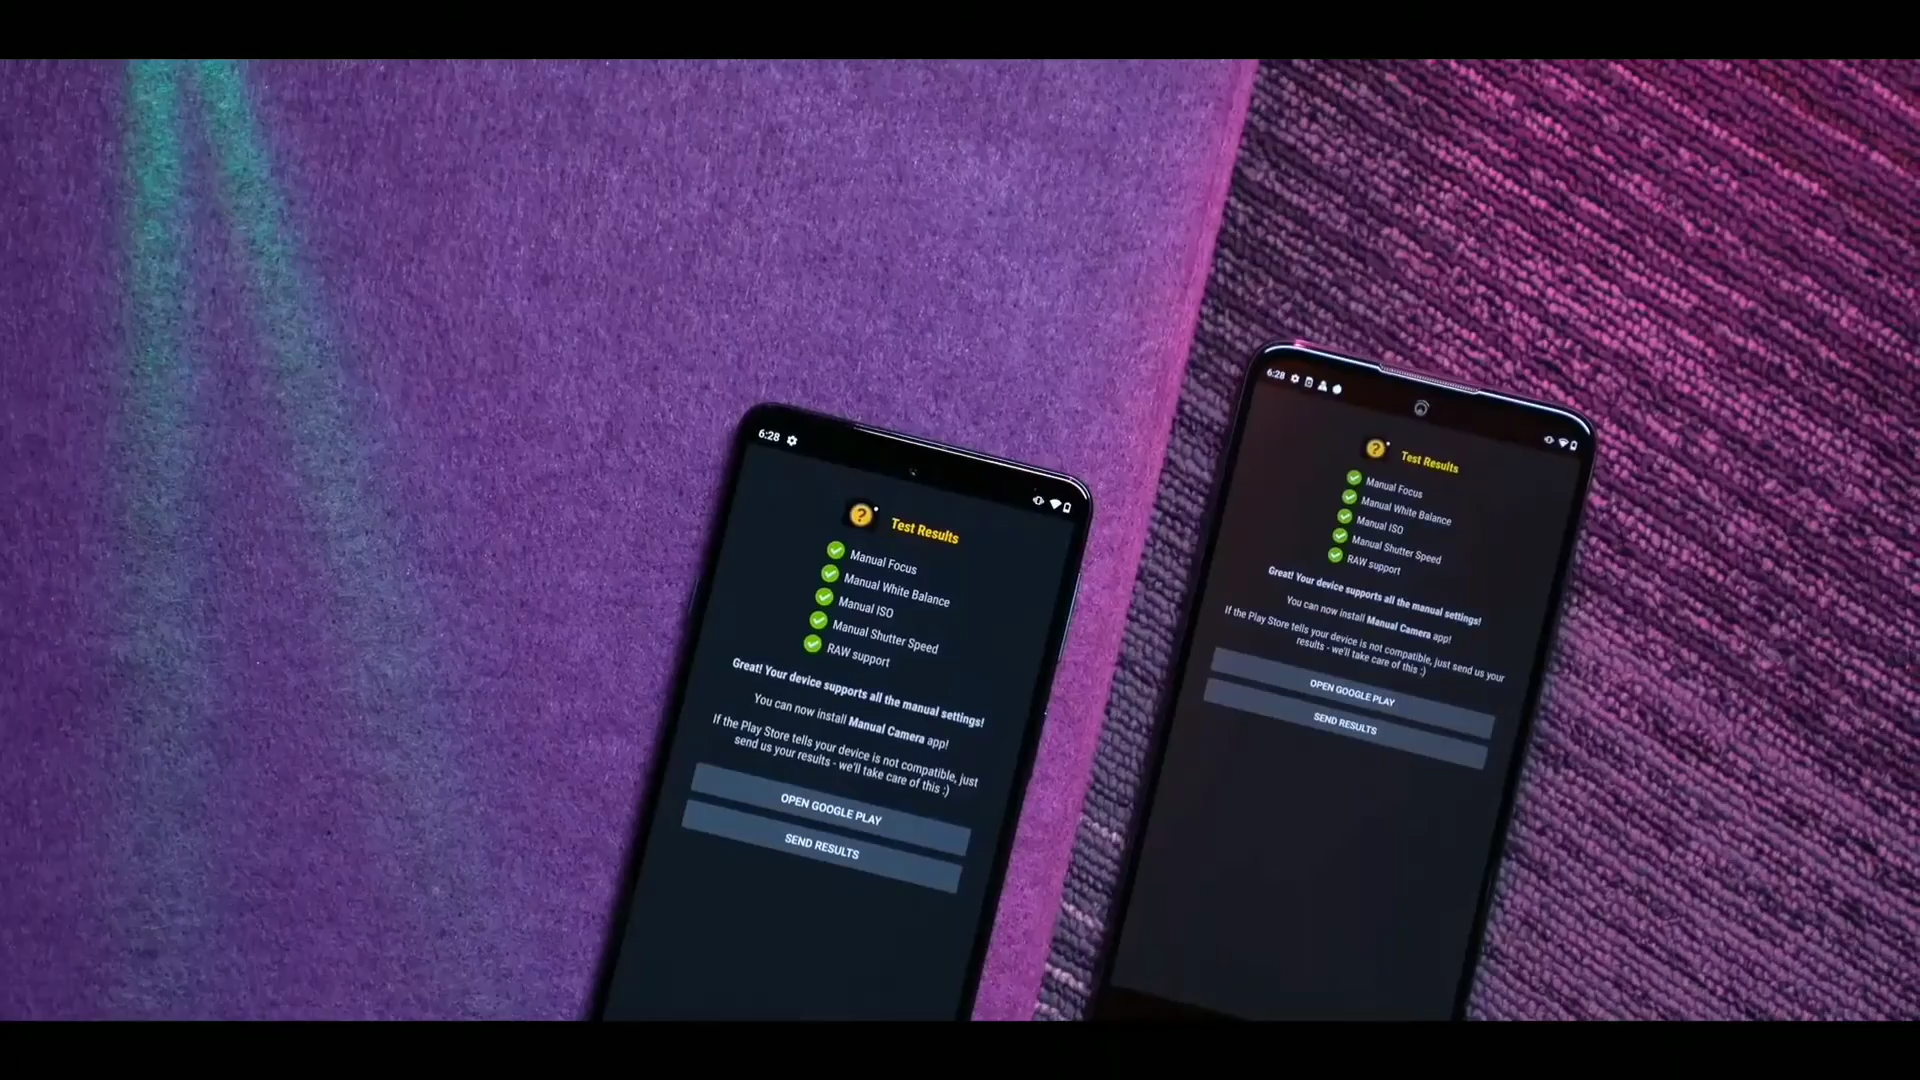 6:28
Test Results
Manual Focus
Manual White Balance
Manual ISO
Manual Shutter Speed
RAW support
Great! Your device supports all the manual settings!
You can now install Manual Camera app!
If the Play Store tells your device is not compatible, just
send us your results - we'll take care of this :)
OPEN GOOGLE PLAY
SEND RESULTS
6:28
Test Results
Manual Focus
Manual White Balance
Manual ISO
Manual Shutter Speed
RAW support
Great! Your device supports all the manual settings!
You can now install Manual Camera app!
If the Play Store tells your device is not compatible, just send us your
results - we'll take care of this :)
OPEN GOOGLE PLAY
SEND RESULTS